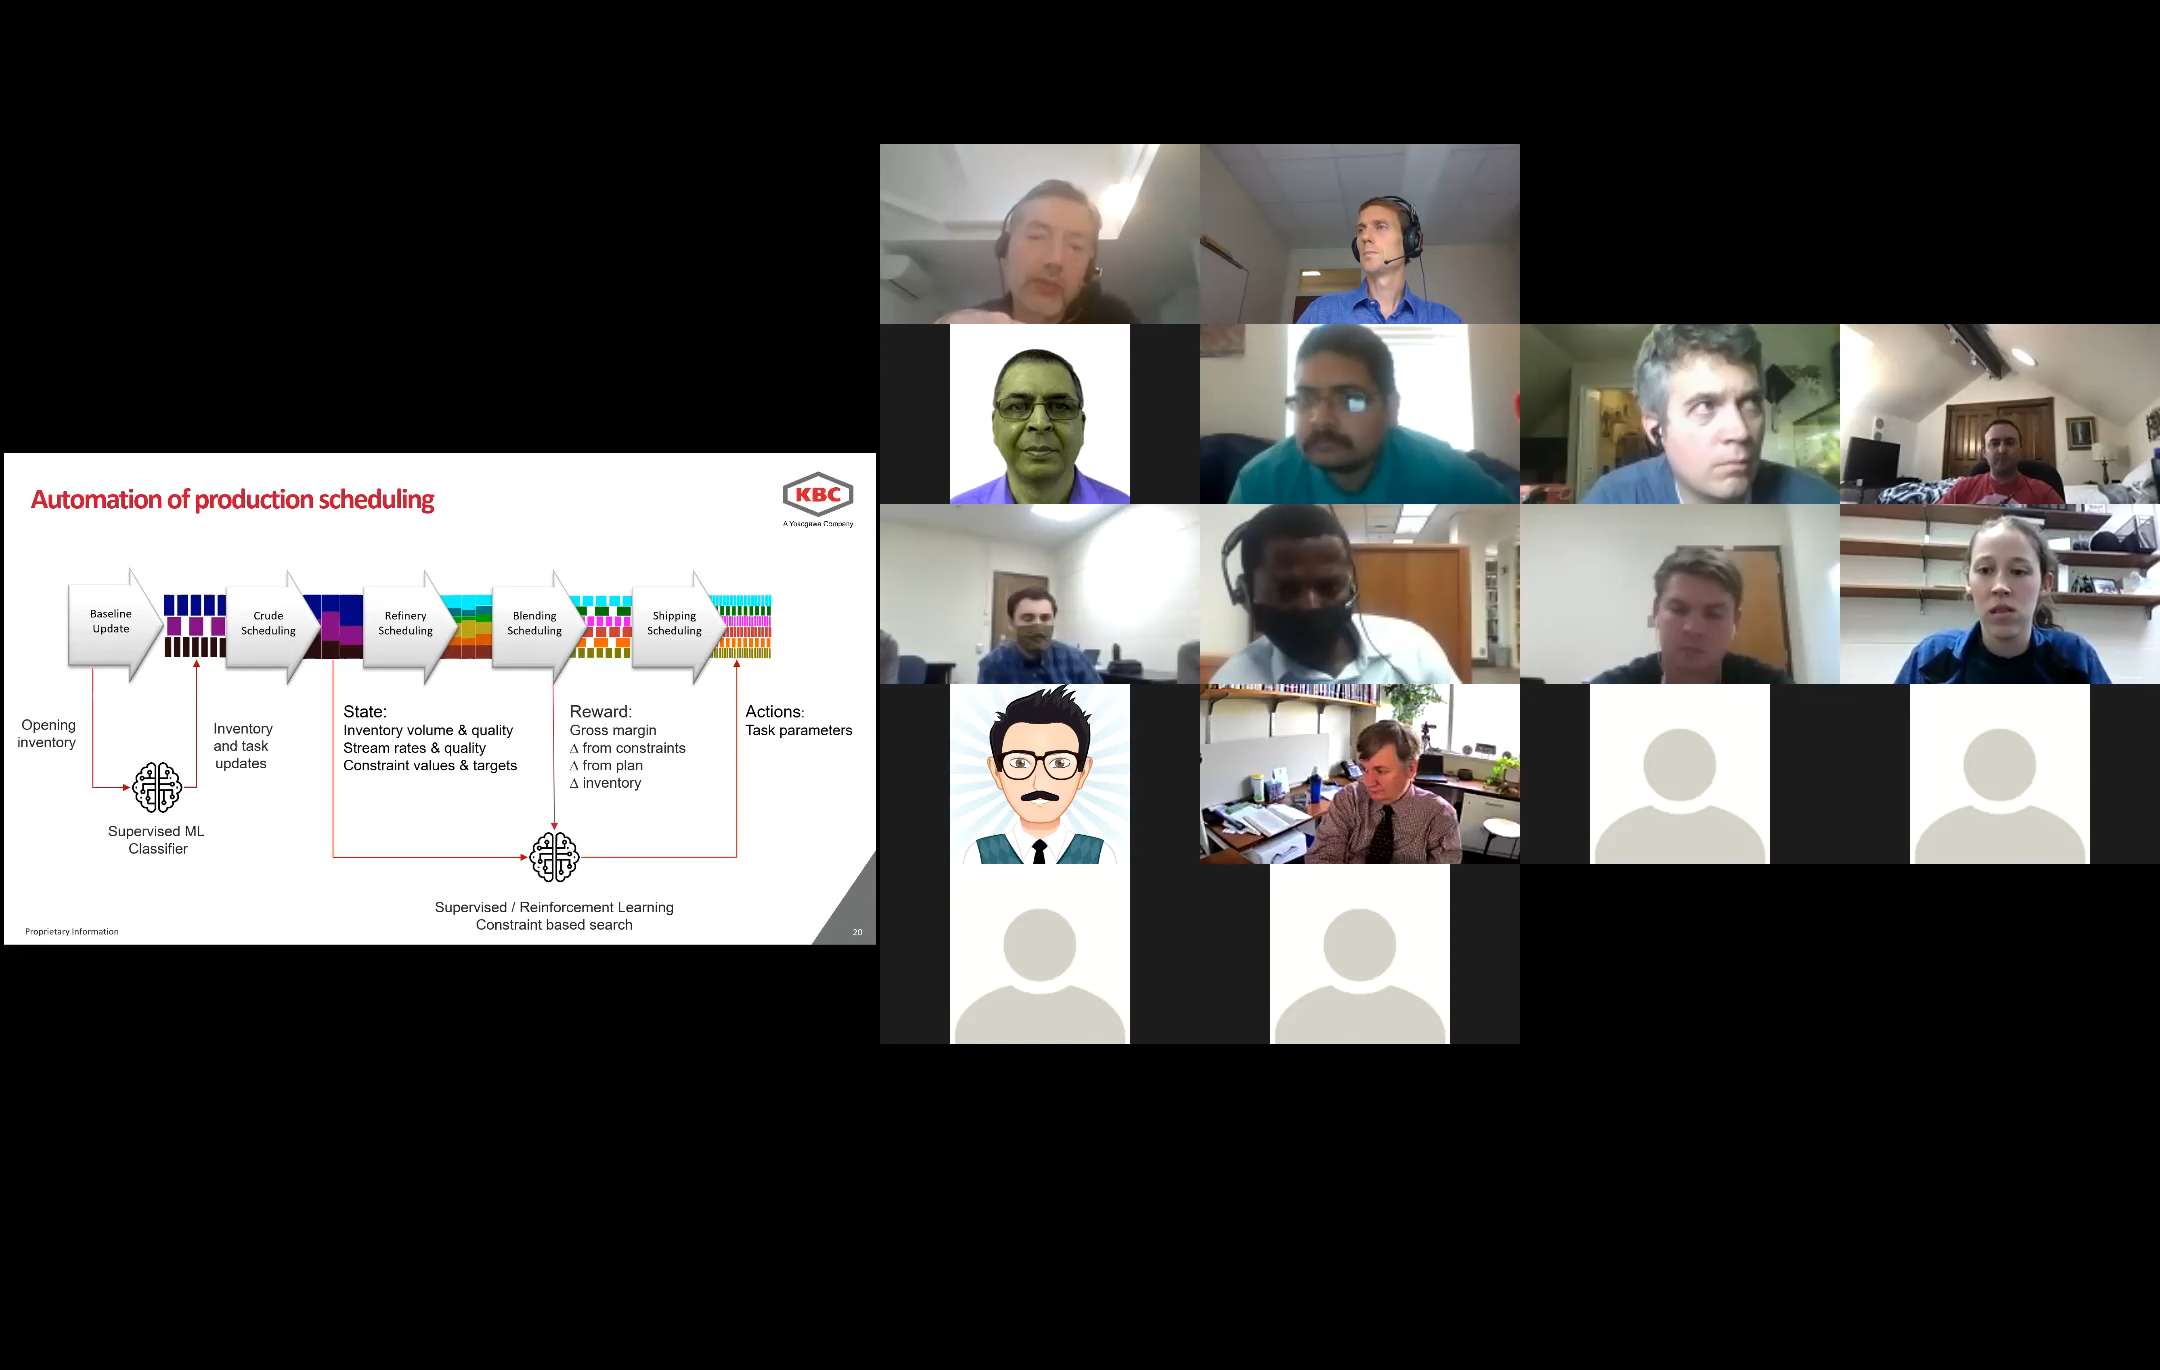 Automation of production scheduling
KBC
A Yokogawa Company
Baseline
Update
Crude
Scheduling
Refinery
Scheduling
Blending
Scheduling
Shipping
Scheduling
Opening
inventory
Inventory
and task
updates
Supervised ML
Classifier
State:
Inventory volume & quality
Stream rates & quality
Constraint values & targets
Reward:
Gross margin
Δ from constraints
Δ from plan
Δ inventory
Actions:
Task parameters
Supervised / Reinforcement Learning
Constraint based search
Proprietary Information
20